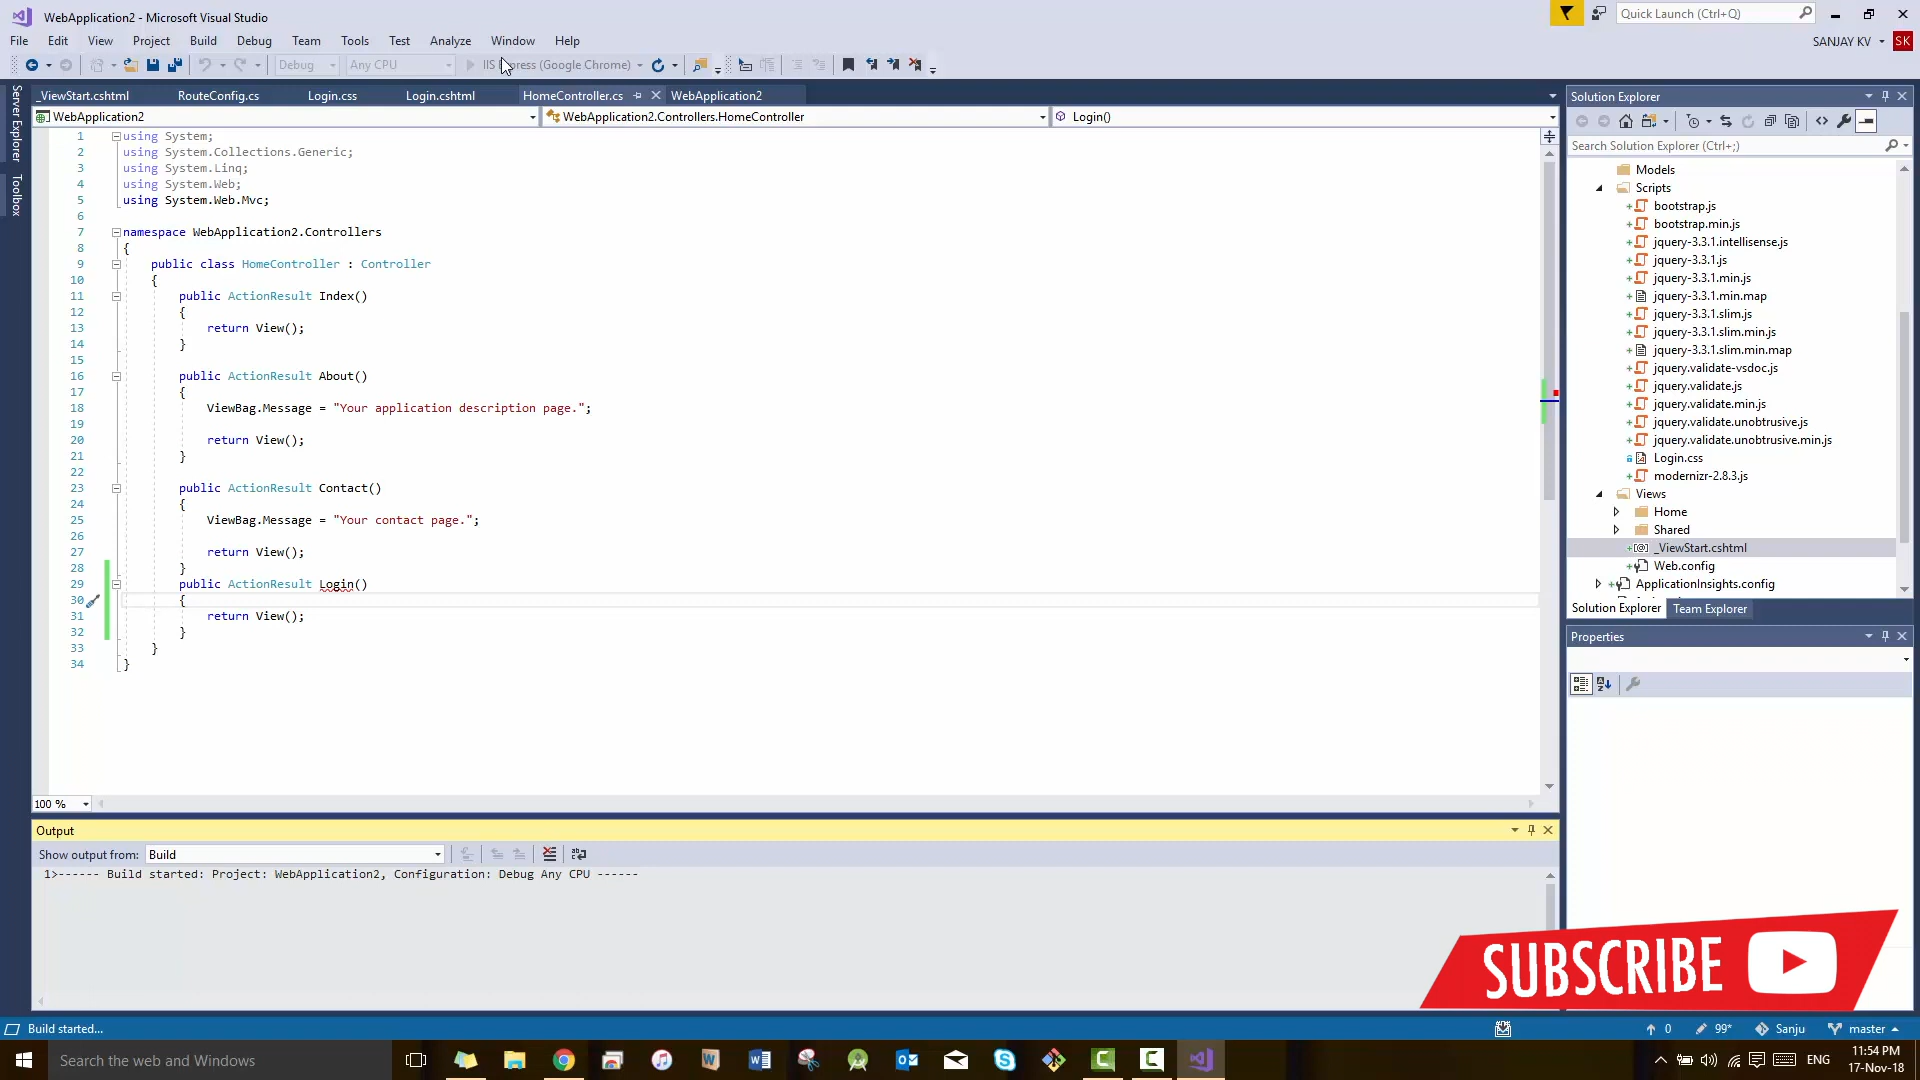 WebApplication2 - Microsoft Visual Studio
Quick Launch (Ctrl+Q)
File Edit View Project Build Debug Team Tools Test Analyze Window Help
SANJAY KV SK
Debug Any CPU IIS Express (Google Chrome)
_ViewStart.cshtml RouteConfig.cs Login.css Login.cshtml HomeController.cs WebApplication2
WebApplication2 WebApplication2.Controllers.HomeController Login()
Server Explorer
Toolbox
1 using System;
2 using System.Collections.Generic;
3 using System.Linq;
4 using System.Web;
5 using System.Web.Mvc;
6
7 namespace WebApplication2.Controllers
8 {
9 public class HomeController : Controller
10 {
11 public ActionResult Index()
12 {
13 return View();
14 }
15
16 public ActionResult About()
17 {
18 ViewBag.Message = "Your application description page.";
19
20 return View();
21 }
22
23 public ActionResult Contact()
24 {
25 ViewBag.Message = "Your contact page.";
26
27 return View();
28 }
29 public ActionResult Login()
30 {
31 return View();
32 }
33 }
34 }
100 %
Solution Explorer
Search Solution Explorer (Ctrl+;)
Models
Scripts
bootstrap.js
bootstrap.min.js
jquery-3.3.1.intellisense.js
jquery-3.3.1.js
jquery-3.3.1.min.js
jquery-3.3.1.min.map
jquery-3.3.1.slim.js
jquery-3.3.1.slim.min.js
jquery-3.3.1.slim.min.map
jquery.validate-vsdoc.js
jquery.validate.js
jquery.validate.min.js
jquery.validate.unobtrusive.js
jquery.validate.unobtrusive.min.js
Login.css
modernizr-2.8.3.js
Views
Home
Shared
_ViewStart.cshtml
Web.config
ApplicationInsights.config
Solution Explorer Team Explorer
Properties
Output
Show output from: Build
1>------ Build started: Project: WebApplication2, Configuration: Debug Any CPU ------
SUBSCRIBE
Build started...
0 99* Sanju master
Search the web and Windows
ENG
11:54 PM
17-Nov-18